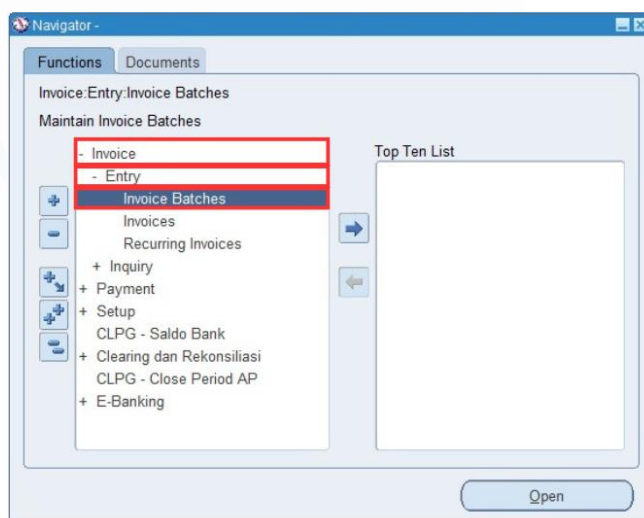 Navigator -
Functions Documents
Invoice:Entry:Invoice Batches
Maintain Invoice Batches
Top Ten List
- Invoice
- Entry
Invoice Batches
Invoices
Recurring Invoices
+ Inquiry
+ Payment
+ Setup
CLPG - Saldo Bank
+ Clearing dan Rekonsiliasi
CLPG - Close Period AP
+ E-Banking
Open